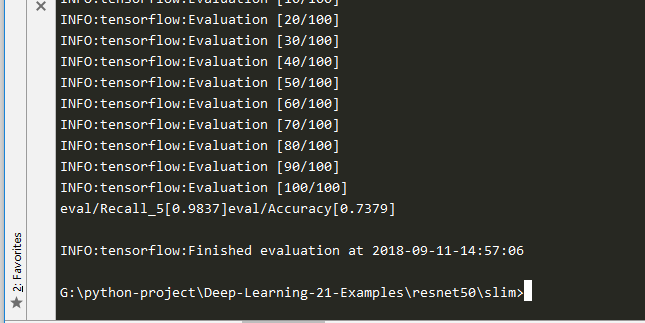 INFO:tensorflow:Evaluation [10/100]
INFO:tensorflow:Evaluation [20/100]
INFO:tensorflow:Evaluation [30/100]
INFO:tensorflow:Evaluation [40/100]
INFO:tensorflow:Evaluation [50/100]
INFO:tensorflow:Evaluation [60/100]
INFO:tensorflow:Evaluation [70/100]
INFO:tensorflow:Evaluation [80/100]
INFO:tensorflow:Evaluation [90/100]
INFO:tensorflow:Evaluation [100/100]
eval/Recall_5[0.9837]eval/Accuracy[0.7379]
INFO:tensorflow:Finished evaluation at 2018-09-11-14:57:06
G:\python-project\Deep-Learning-21-Examples\resnet50\slim>
2: Favorites